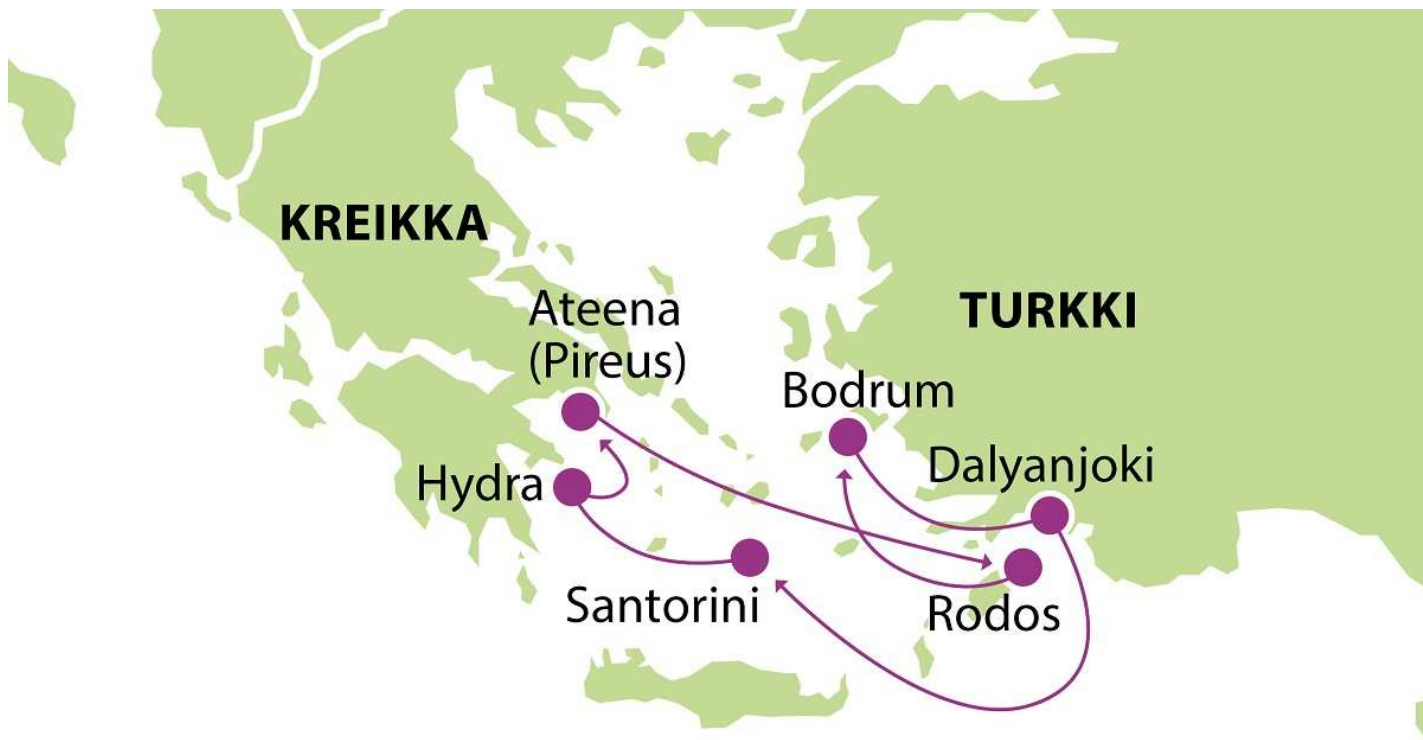 KREIKKA
Ateena
(Pireus)
TURKKI
Bodrum
Dalyanjoki
Hydra
Santorini
Rodos